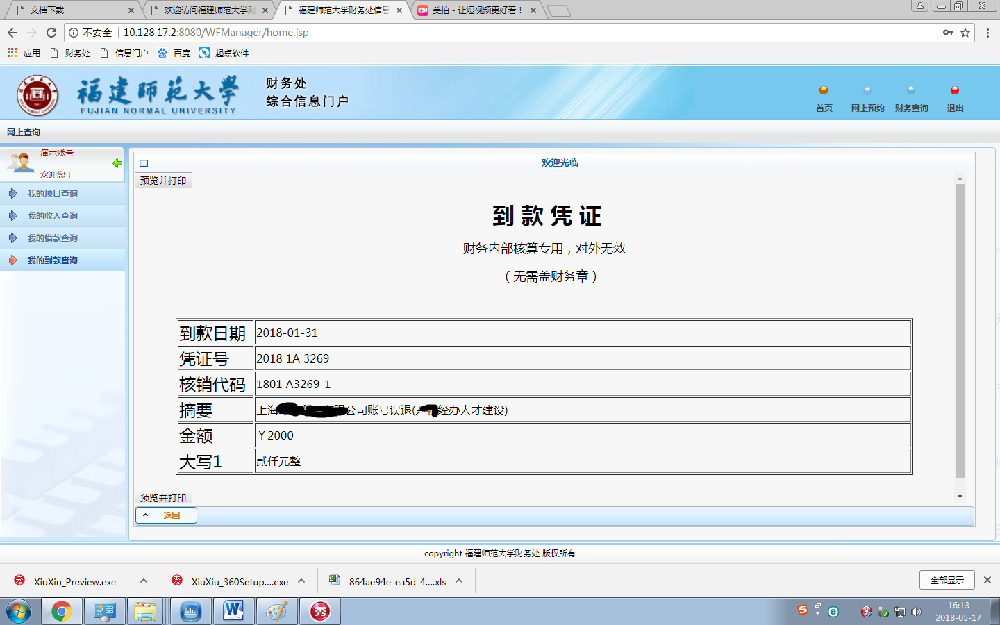 文档下载
欢迎访问福建师范大学财
福建师范大学财务处信息
美拍 - 让短视频更好看！
不安全 10.128.17.2:8080/WFManager/home.jsp
应用 财务处 信息门户 百度 起点软件
福建师范大学
FUJIAN NORMAL UNIVERSITY
财务处
综合信息门户
首页 网上预约 财务查询 退出
网上查询
演示账号
欢迎您！
我的项目查询
我的收入查询
我的借款查询
我的到款查询
欢迎光临
预览并打印
到 款 凭 证
财务内部核算专用，对外无效
（无需盖财务章）
到款日期 2018-01-31
凭证号 2018 1A 3269
核销代码 1801 A3269-1
摘要 上海 公司账号误退( 经办人才建设)
金额 ￥2000
大写1 贰仟元整
预览并打印
返回
copyright 福建师范大学财务处 版权所有
XiuXiu_Preview.exe
XiuXiu_360Setup....exe
864ae94e-ea5d-4....xls
全部显示
16:13
2018-05-17